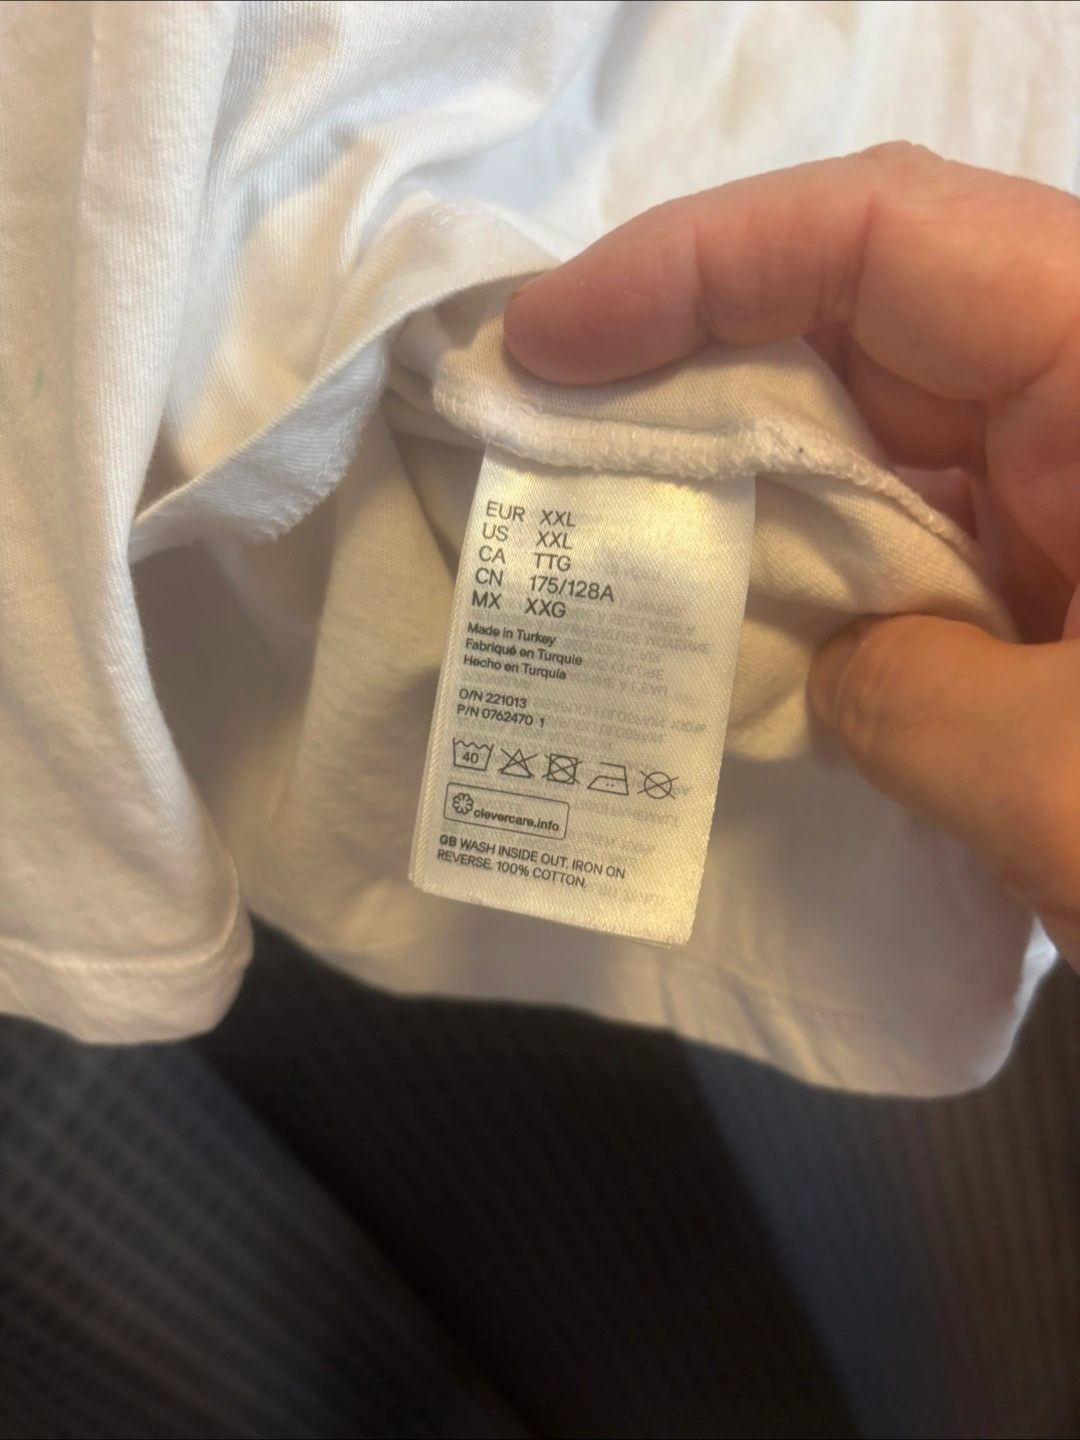 EUR XXL
US XXL
CA TTG
CN 175/128A
MX XXG
Made in Turkey
Fabriqué en Turquie
Hecho en Turquía
O/N 221013
P/N 0762470 1
40
clevercare.info
GB WASH INSIDE OUT. IRON ON
REVERSE. 100% COTTON.